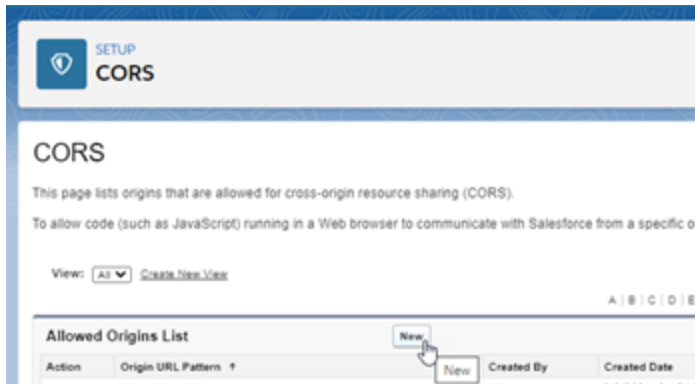 SETUP
CORS
CORS
This page lists origins that are allowed for cross-origin resource sharing (CORS).
To allow code (such as JavaScript) running in a Web browser to communicate with Salesforce from a specific o
View: All Create New View
A | B | C | D | E
Allowed Origins List New
New
Action Origin URL Pattern ↑ Created By Created Date